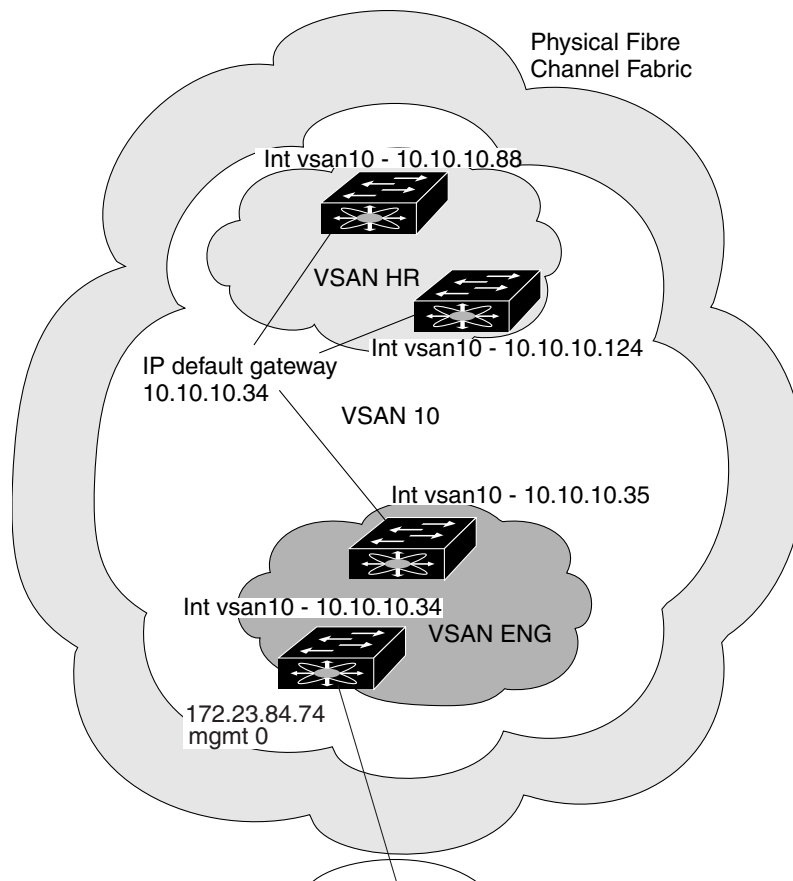 Physical Fibre
Channel Fabric
Int vsan10 - 10.10.10.88
VSAN HR
Int vsan10 - 10.10.10.124
IP default gateway
10.10.10.34
VSAN 10
Int vsan10 - 10.10.10.35
Int vsan10 - 10.10.10.34
VSAN ENG
172.23.84.74
mgmt 0